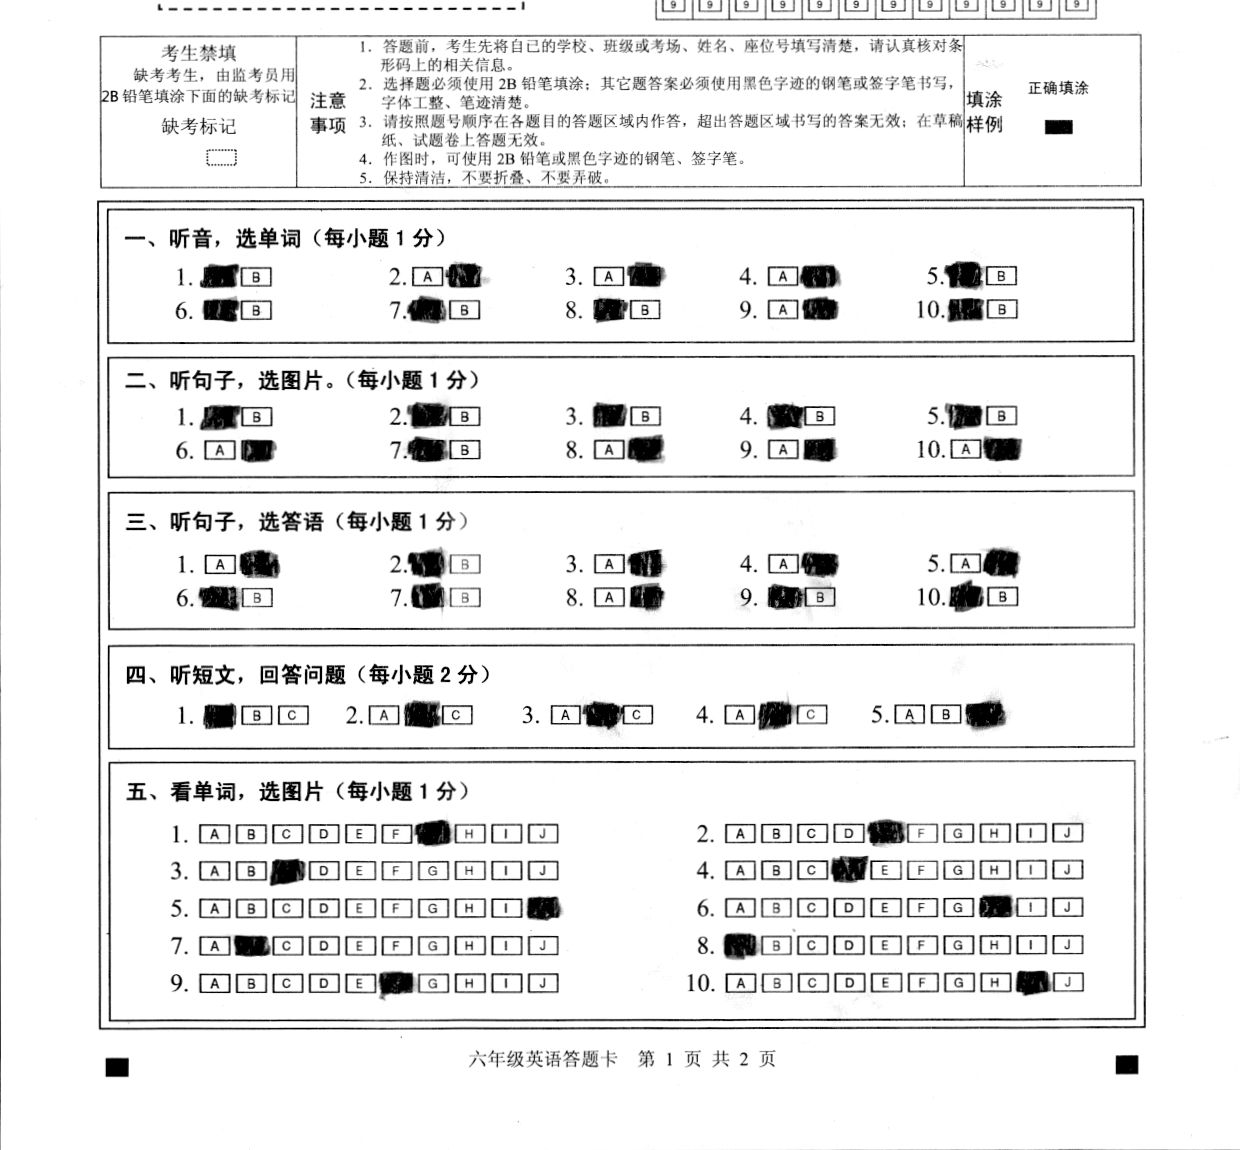 9 9 9 9 9 9 9 9 9 9 9 9
考生禁填
缺考考生，由监考员用
2B 铅笔填涂下面的缺考标记
缺考标记
注意
事项
1. 答题前，考生先将自己的学校、班级或考场、姓名、座位号填写清楚，请认真核对条
形码上的相关信息。
2. 选择题必须使用 2B 铅笔填涂；其它题答案必须使用黑色字迹的钢笔或签字笔书写，
字体工整、笔迹清楚。
3. 请按照题号顺序在各题目的答题区域内作答，超出答题区域书写的答案无效；在草稿
纸、试题卷上答题无效。
4. 作图时，可使用 2B 铅笔或黑色字迹的钢笔、签字笔。
5. 保持清洁，不要折叠、不要弄破。
填涂
样例
正确填涂
一、听音，选单词（每小题 1 分）
1. B 2. A 3. A 4. A 5. B
6. B 7. B 8. B 9. A 10. B
二、听句子，选图片。（每小题 1 分）
1. B 2. B 3. B 4. B 5. B
6. A 7. B 8. A 9. A 10. A
三、听句子，选答语（每小题 1 分）
1. A 2. B 3. A 4. A 5. A
6. B 7. B 8. A 9. B 10. B
四、听短文，回答问题（每小题 2 分）
1. B C 2. A C 3. A C 4. A C 5. A B
五、看单词，选图片（每小题 1 分）
1. A B C D E F H I J 2. A B C D F G H I J
3. A B D E F G H I J 4. A B C E F G H I J
5. A B C D E F G H I 6. A B C D E F G I J
7. A C D E F G H I J 8. B C D E F G H I J
9. A B C D E G H I J 10. A B C D E F G H J
六年级英语答题卡 第 1 页 共 2 页